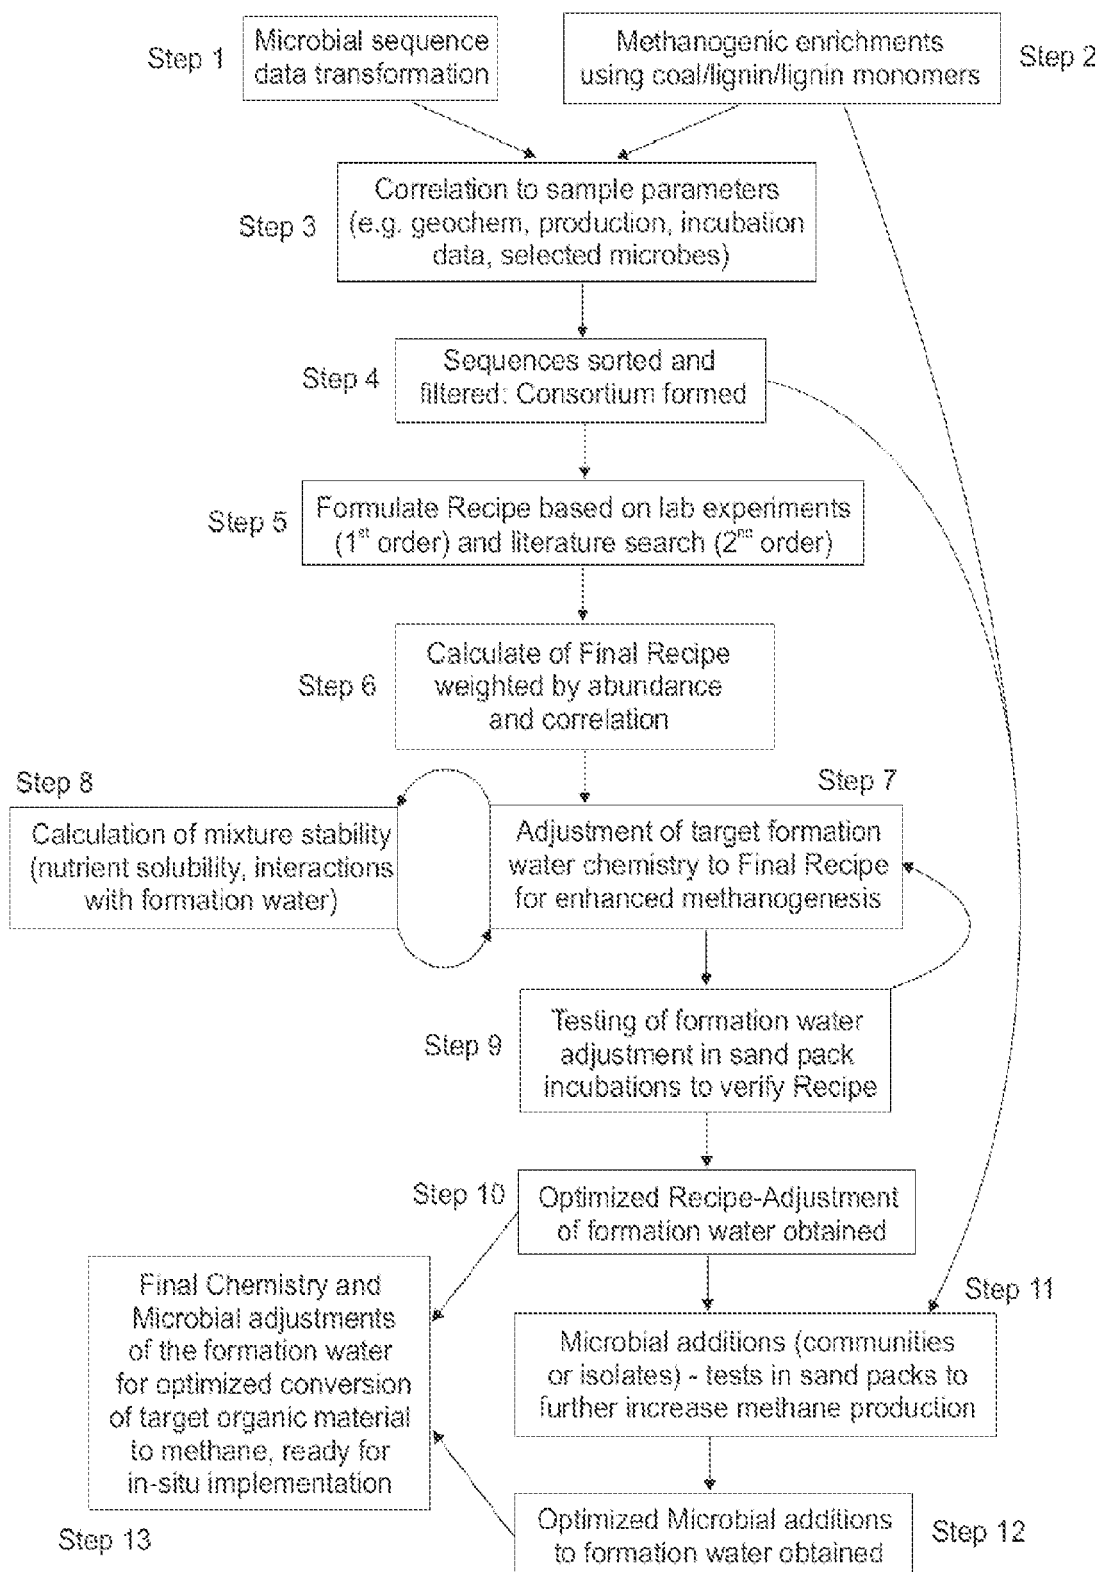 Step 1
Microbial sequence
data transformation
Methanogenic enrichments
using coal/lignin/lignin monomers
Step 2
Step 3
Correlation to sample parameters
(e.g. geochem, production, incubation
data, selected microbes)
Step 4
Sequences sorted and
filtered: Consortium formed
Step 5
Formulate Recipe based on lab experiments
(1st order) and literature search (2nd order)
Step 6
Calculate of Final Recipe
weighted by abundance
and correlation
Step 8
Calculation of mixture stability
(nutrient solubility, interactions
with formation water)
Step 7
Adjustment of target formation
water chemistry to Final Recipe
for enhanced methanogenesis
Step 9
Testing of formation water
adjustment in sand pack
incubations to verify Recipe
Step 10
Optimized Recipe-Adjustment
of formation water obtained
Step 11
Microbial additions (communities
or isolates) - tests in sand packs to
further increase methane production
Step 12
Optimized Microbial additions
to formation water obtained
Final Chemistry and
Microbial adjustments
of the formation water
for optimized conversion
of target organic material
to methane, ready for
in-situ implementation
Step 13